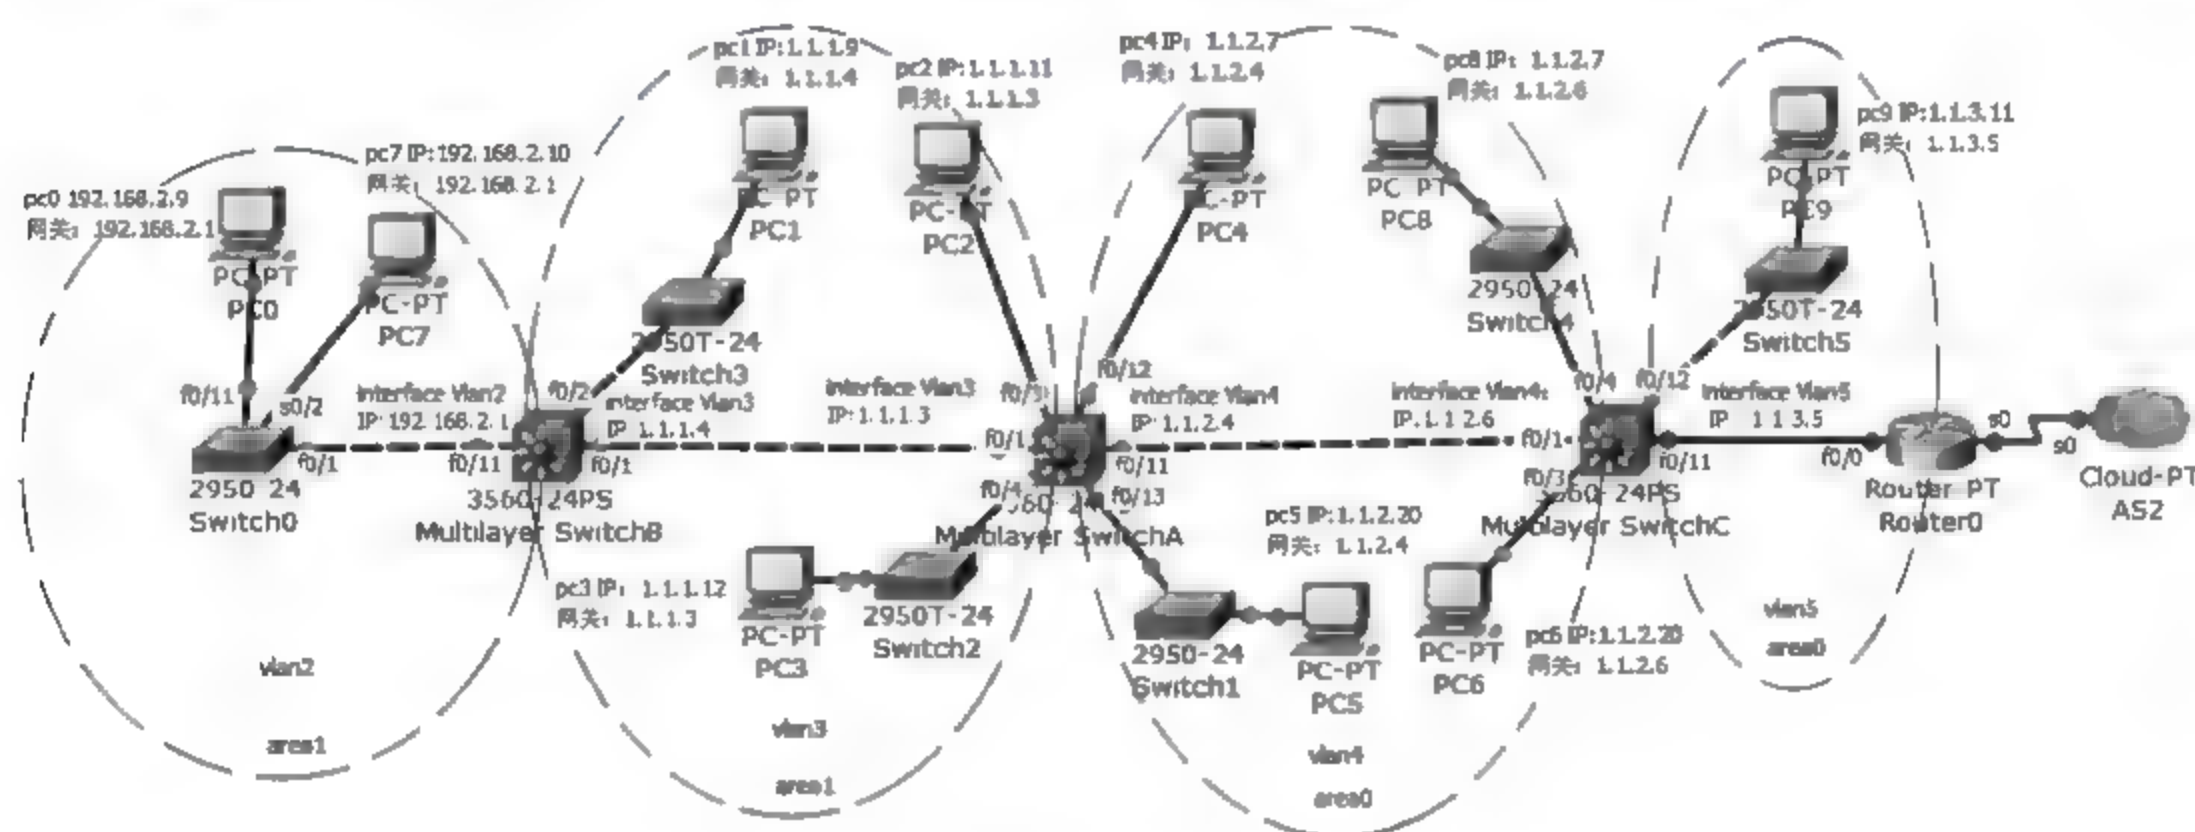 pc1 IP:1.1.1.9
网关: 1.1.1.4
pc2 IP:1.1.1.11
网关: 1.1.1.3
pc4 IP: 1.1.2.7
网关: 1.1.2.4
pc8 IP: 1.1.2.7
网关: 1.1.2.6
pc9 IP:1.1.3.11
网关: 1.1.3.5
pc7 IP:192.168.2.10
网关: 192.168.2.1
pc0 192.168.2.9
网关: 192.168.2.1
PC-PT
PC0
PC-PT
PC7
PC-PT
PC1
PC-PT
PC2
PC-PT
PC4
PC-PT
PC8
PC-PT
PC9
2950T-24
Switch3
2950-24
Switch4
2950T-24
Switch5
f0/11
s0/2
f0/1
interface Vlan2
IP:192.168.2.1
f0/11
f0/2
interface Vlan3
IP 1.1.1.4
f0/1
interface Vlan3
IP:1.1.1.3
f0/1
f0/12
interface Vlan4
IP:1.1.2.4
f0/11
interface Vlan4:
IP.1.1.2.6
f0/1
f0/4
f0/12
interface Vlan5
IP 1.1.3.5
f0/11
f0/0
s0
s0
2950-24
Switch0
3560-24PS
Multilayer SwitchB
f0/4
f0/13
Multilayer SwitchA
f0/3
3560-24PS
Multilayer SwitchC
Router-PT
Router0
Cloud-PT
AS2
pc3 IP: 1.1.1.12
网关: 1.1.1.3
PC-PT
PC3
2950T-24
Switch2
pc5 IP:1.1.2.20
网关: 1.1.2.4
2950-24
Switch1
PC-PT
PC5
PC-PT
PC6
pc6 IP:1.1.2.20
网关: 1.1.2.6
vlan2
area1
vlan3
area1
vlan4
area0
vlan5
area0